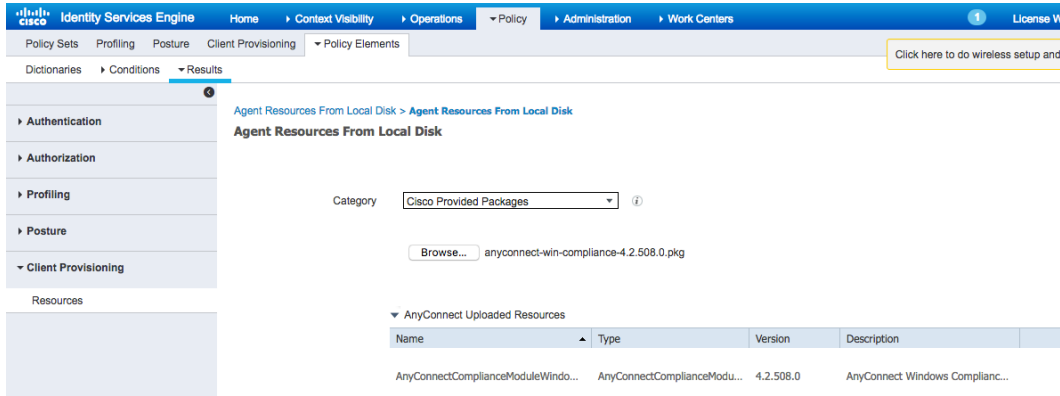 cisco Identity Services Engine Home Context Visibility Operations Policy Administration Work Centers 1 License W
Policy Sets Profiling Posture Client Provisioning Policy Elements
Click here to do wireless setup and
Dictionaries Conditions Results
Agent Resources From Local Disk > Agent Resources From Local Disk
Authentication
Agent Resources From Local Disk
Authorization
Profiling
Category Cisco Provided Packages
Posture
Browse... anyconnect-win-compliance-4.2.508.0.pkg
Client Provisioning
Resources
AnyConnect Uploaded Resources
Name Type Version Description
AnyConnectComplianceModuleWindo... AnyConnectComplianceModu... 4.2.508.0 AnyConnect Windows Complianc...